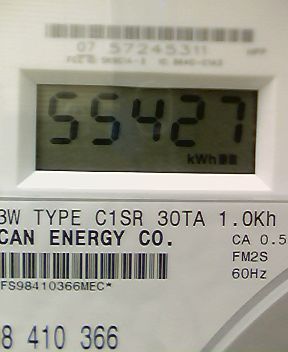 07 57245311
55427
kWh
3W TYPE C1SR 30TA 1.0Kh
CAN ENERGY CO.
CA 0.5
FM2S
60Hz
FS98410366MEC*
8 410 366